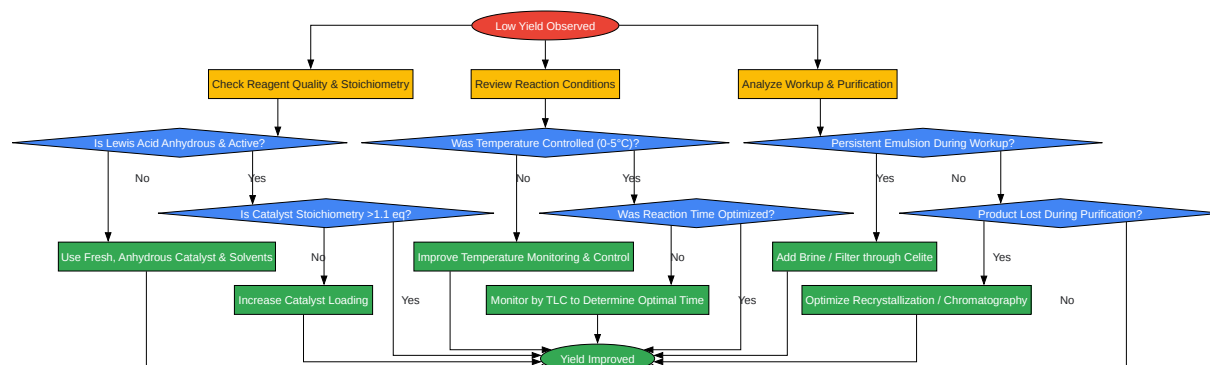 Low Yield Observed
Check Reagent Quality & Stoichiometry
Review Reaction Conditions
Analyze Workup & Purification
Is Lewis Acid Anhydrous & Active?
Was Temperature Controlled (0-5°C)?
Persistent Emulsion During Workup?
No
Yes
No
Yes
Yes
No
Is Catalyst Stoichiometry >1.1 eq?
Was Reaction Time Optimized?
Product Lost During Purification?
Use Fresh, Anhydrous Catalyst & Solvents
No
Improve Temperature Monitoring & Control
No
Add Brine / Filter through Celite
Yes
Increase Catalyst Loading
Yes
Monitor by TLC to Determine Optimal Time
Yes
Optimize Recrystallization / Chromatography
No
Yield Improved